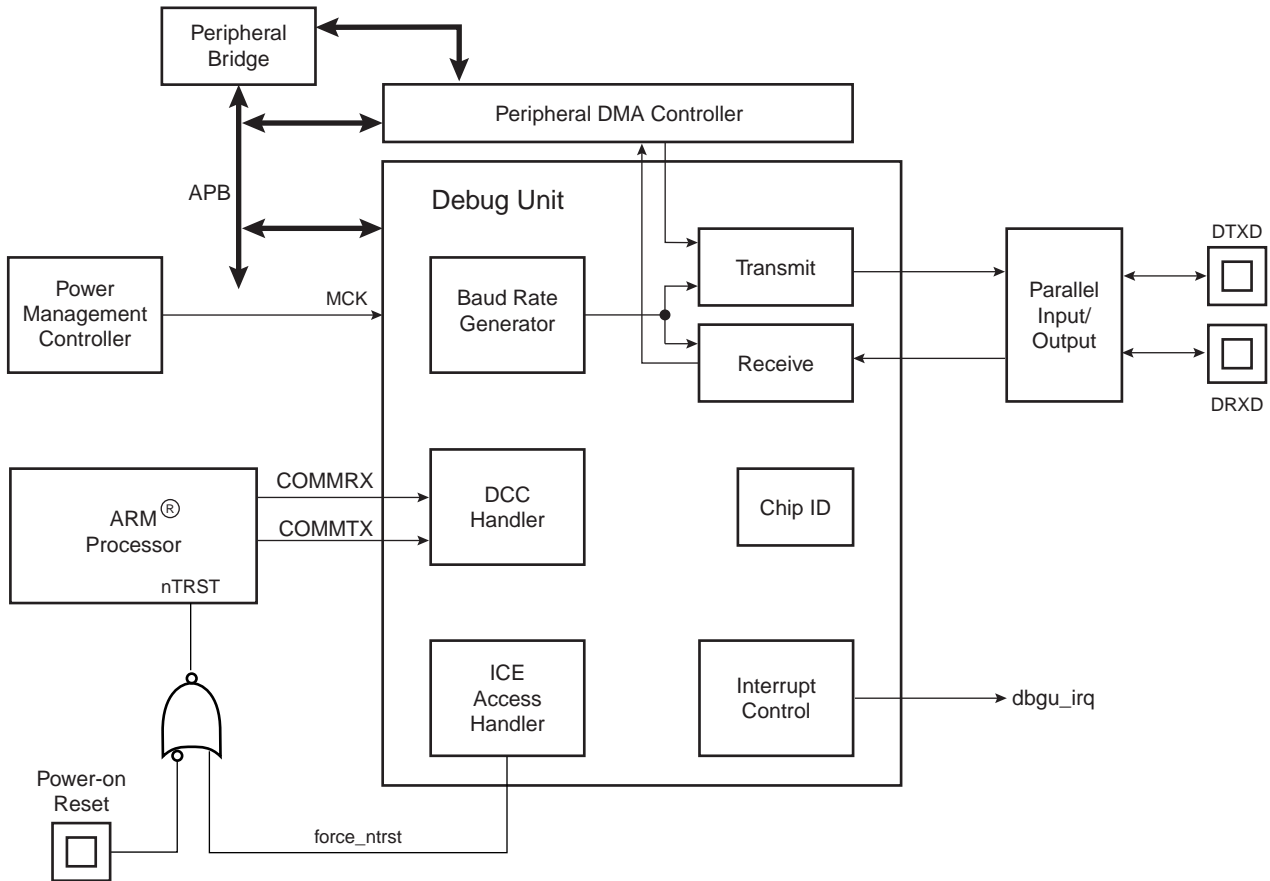 Peripheral
Bridge
Peripheral DMA Controller
APB
Debug Unit
DTXD
Transmit
Power
Management
Controller
MCK
Baud Rate
Generator
Parallel
Input/
Output
Receive
DRXD
COMMRX
DCC
Handler
Chip ID
ARM®
Processor
COMMTX
nTRST
ICE
Access
Handler
Interrupt
Control
dbgu_irq
Power-on
Reset
force_ntrst